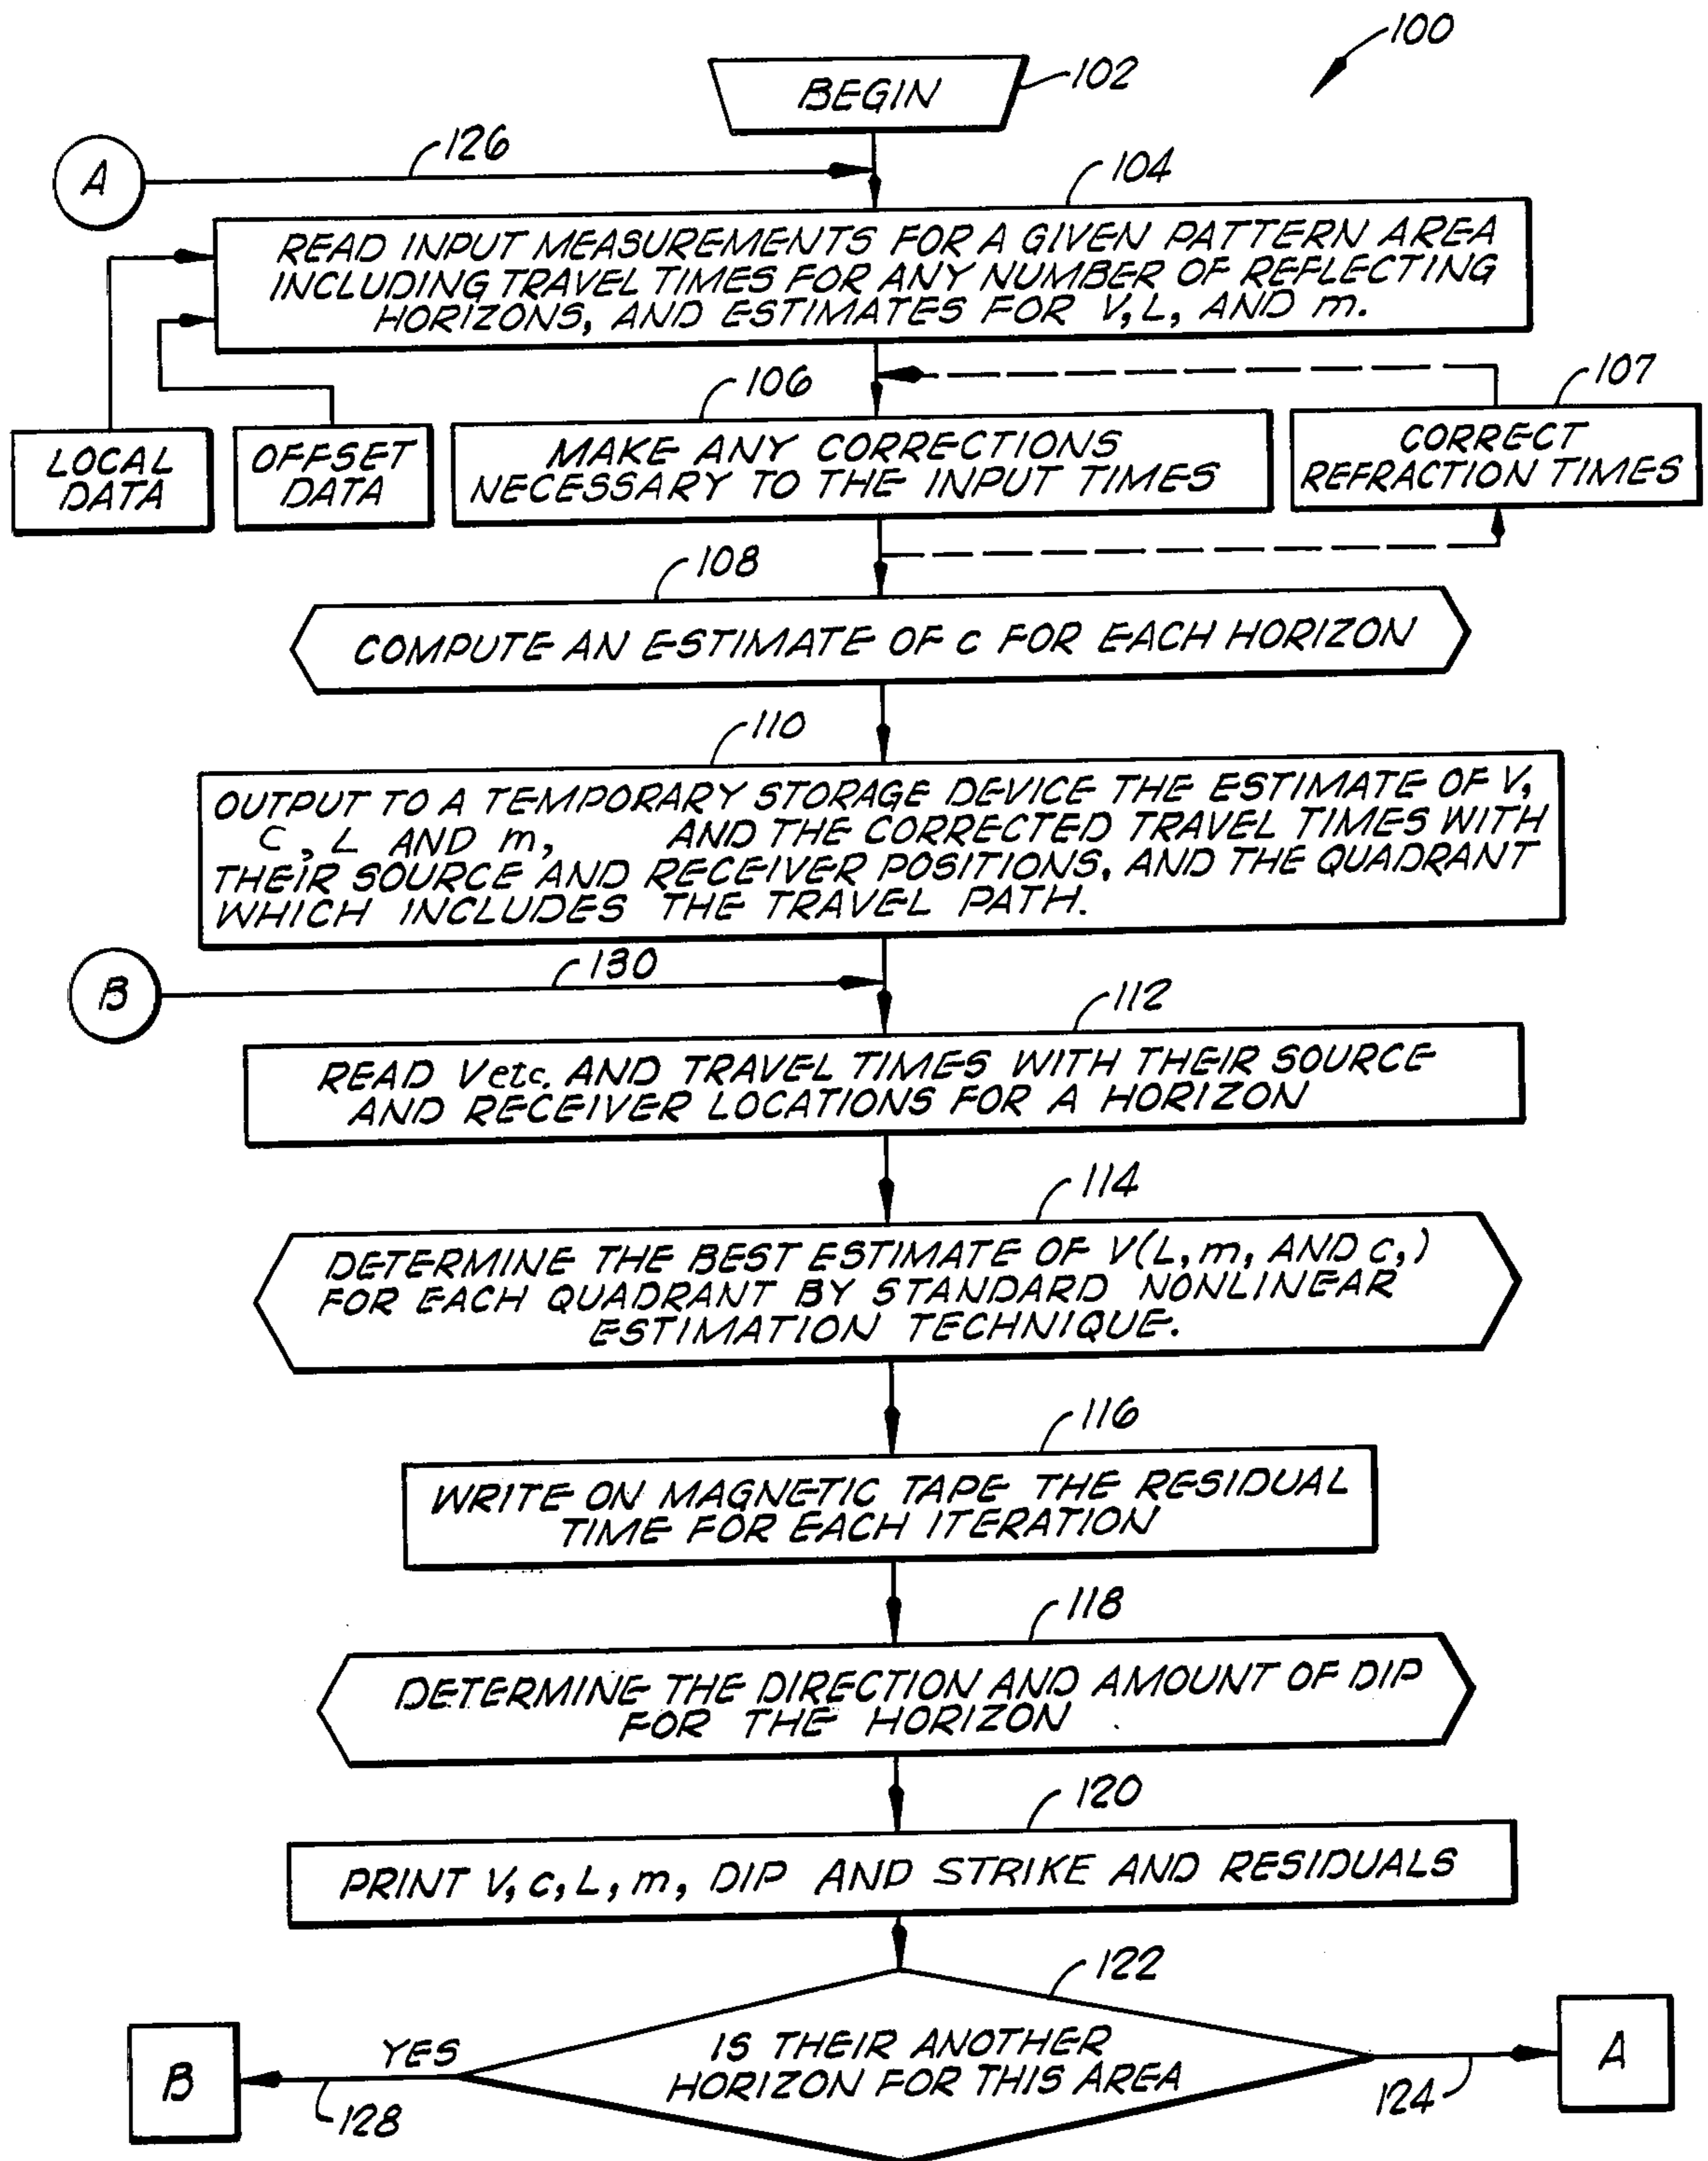 100
BEGIN
102
A
126
104
READ INPUT MEASUREMENTS FOR A GIVEN PATTERN AREA
INCLUDING TRAVEL TIMES FOR ANY NUMBER OF REFLECTING
HORIZONS, AND ESTIMATES FOR V, L, AND m.
LOCAL
DATA
OFFSET
DATA
106
MAKE ANY CORRECTIONS
NECESSARY TO THE INPUT TIMES
107
CORRECT
REFRACTION TIMES
108
COMPUTE AN ESTIMATE OF c FOR EACH HORIZON
110
OUTPUT TO A TEMPORARY STORAGE DEVICE THE ESTIMATE OF V,
C, L AND m, AND THE CORRECTED TRAVEL TIMES WITH
THEIR SOURCE AND RECEIVER POSITIONS, AND THE QUADRANT
WHICH INCLUDES THE TRAVEL PATH.
B
130
112
READ V etc. AND TRAVEL TIMES WITH THEIR SOURCE
AND RECEIVER LOCATIONS FOR A HORIZON
114
DETERMINE THE BEST ESTIMATE OF V(L, m, AND c,)
FOR EACH QUADRANT BY STANDARD NONLINEAR
ESTIMATION TECHNIQUE.
116
WRITE ON MAGNETIC TAPE THE RESIDUAL
TIME FOR EACH ITERATION
118
DETERMINE THE DIRECTION AND AMOUNT OF DIP
FOR THE HORIZON
120
PRINT V, c, L, m, DIP AND STRIKE AND RESIDUALS
122
IS THEIR ANOTHER
HORIZON FOR THIS AREA
YES
B
128
124
A